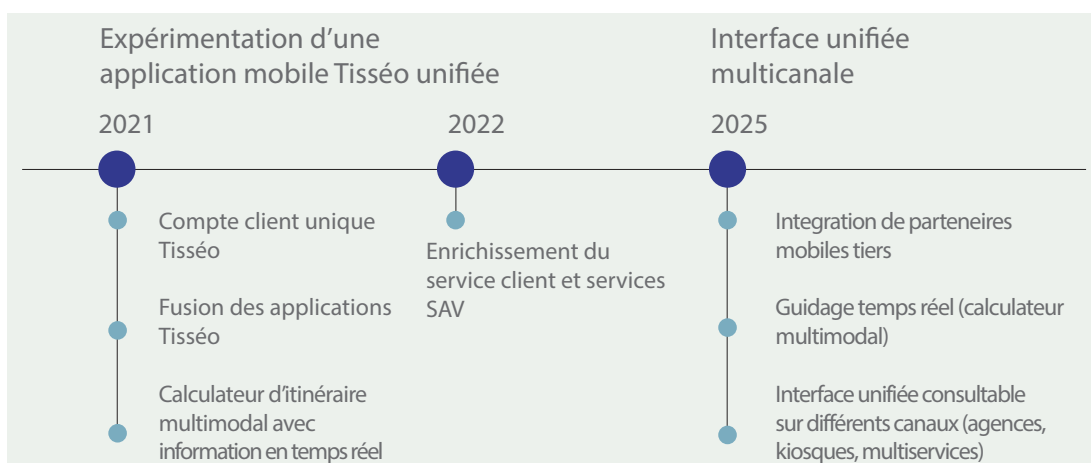 Expérimentation d’une
application mobile Tisséo unifiée
Interface unifiée
multicanale
2021
2022
2025
Compte client unique
Tisséo
Fusion des applications
Tisséo
Calculateur d’itinéraire
multimodal avec
information en temps réel
Enrichissement du
service client et services
SAV
Integration de parteneires
mobiles tiers
Guidage temps réel (calculateur
multimodal)
Interface unifiée consultable
sur différents canaux (agences,
kiosques, multiservices)